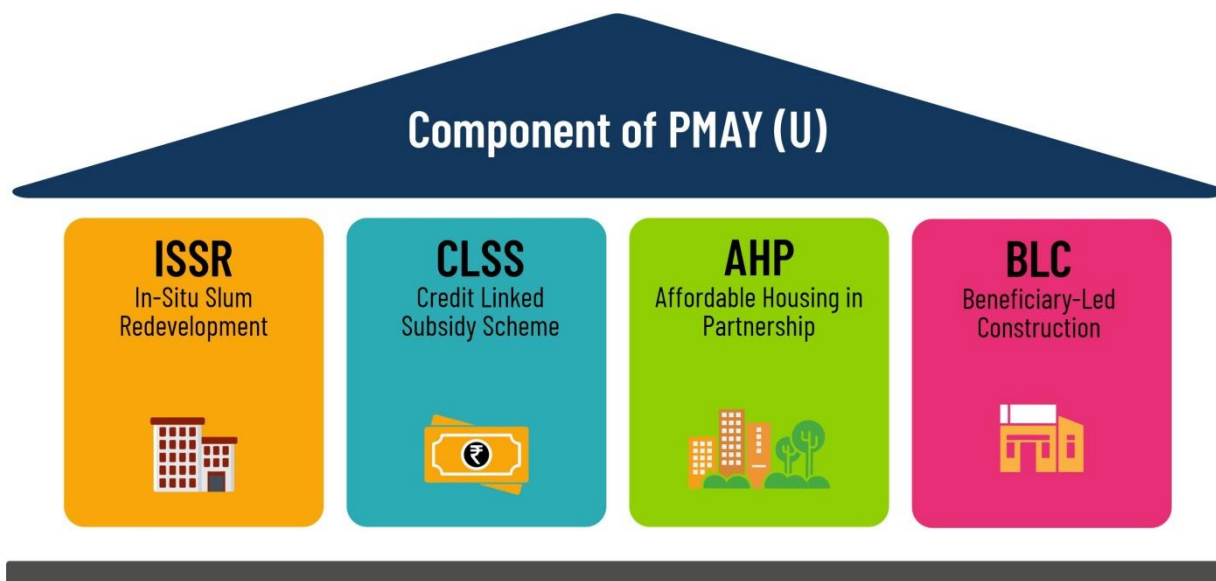 Component of PMAY (U)
ISSR
In-Situ Slum
Redevelopment
CLSS
Credit Linked
Subsidy Scheme
₹
AHP
Affordable Housing in
Partnership
BLC
Beneficiary-Led
Construction